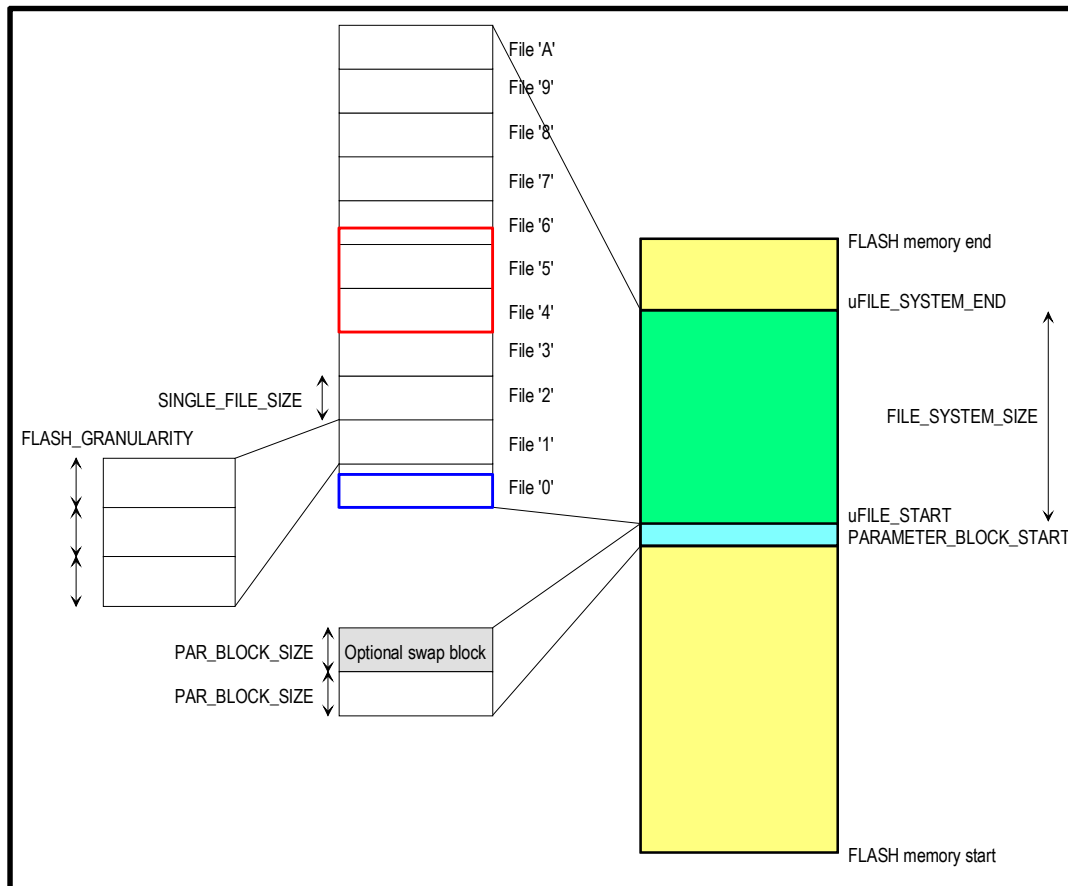 File 'A'
File '9'
File '8'
File '7'
File '6'
File '5'
File '4'
File '3'
File '2'
File '1'
File '0'
SINGLE_FILE_SIZE
FLASH_GRANULARITY
PAR_BLOCK_SIZE
Optional swap block
PAR_BLOCK_SIZE
FLASH memory end
uFILE_SYSTEM_END
FILE_SYSTEM_SIZE
uFILE_START
PARAMETER_BLOCK_START
FLASH memory start